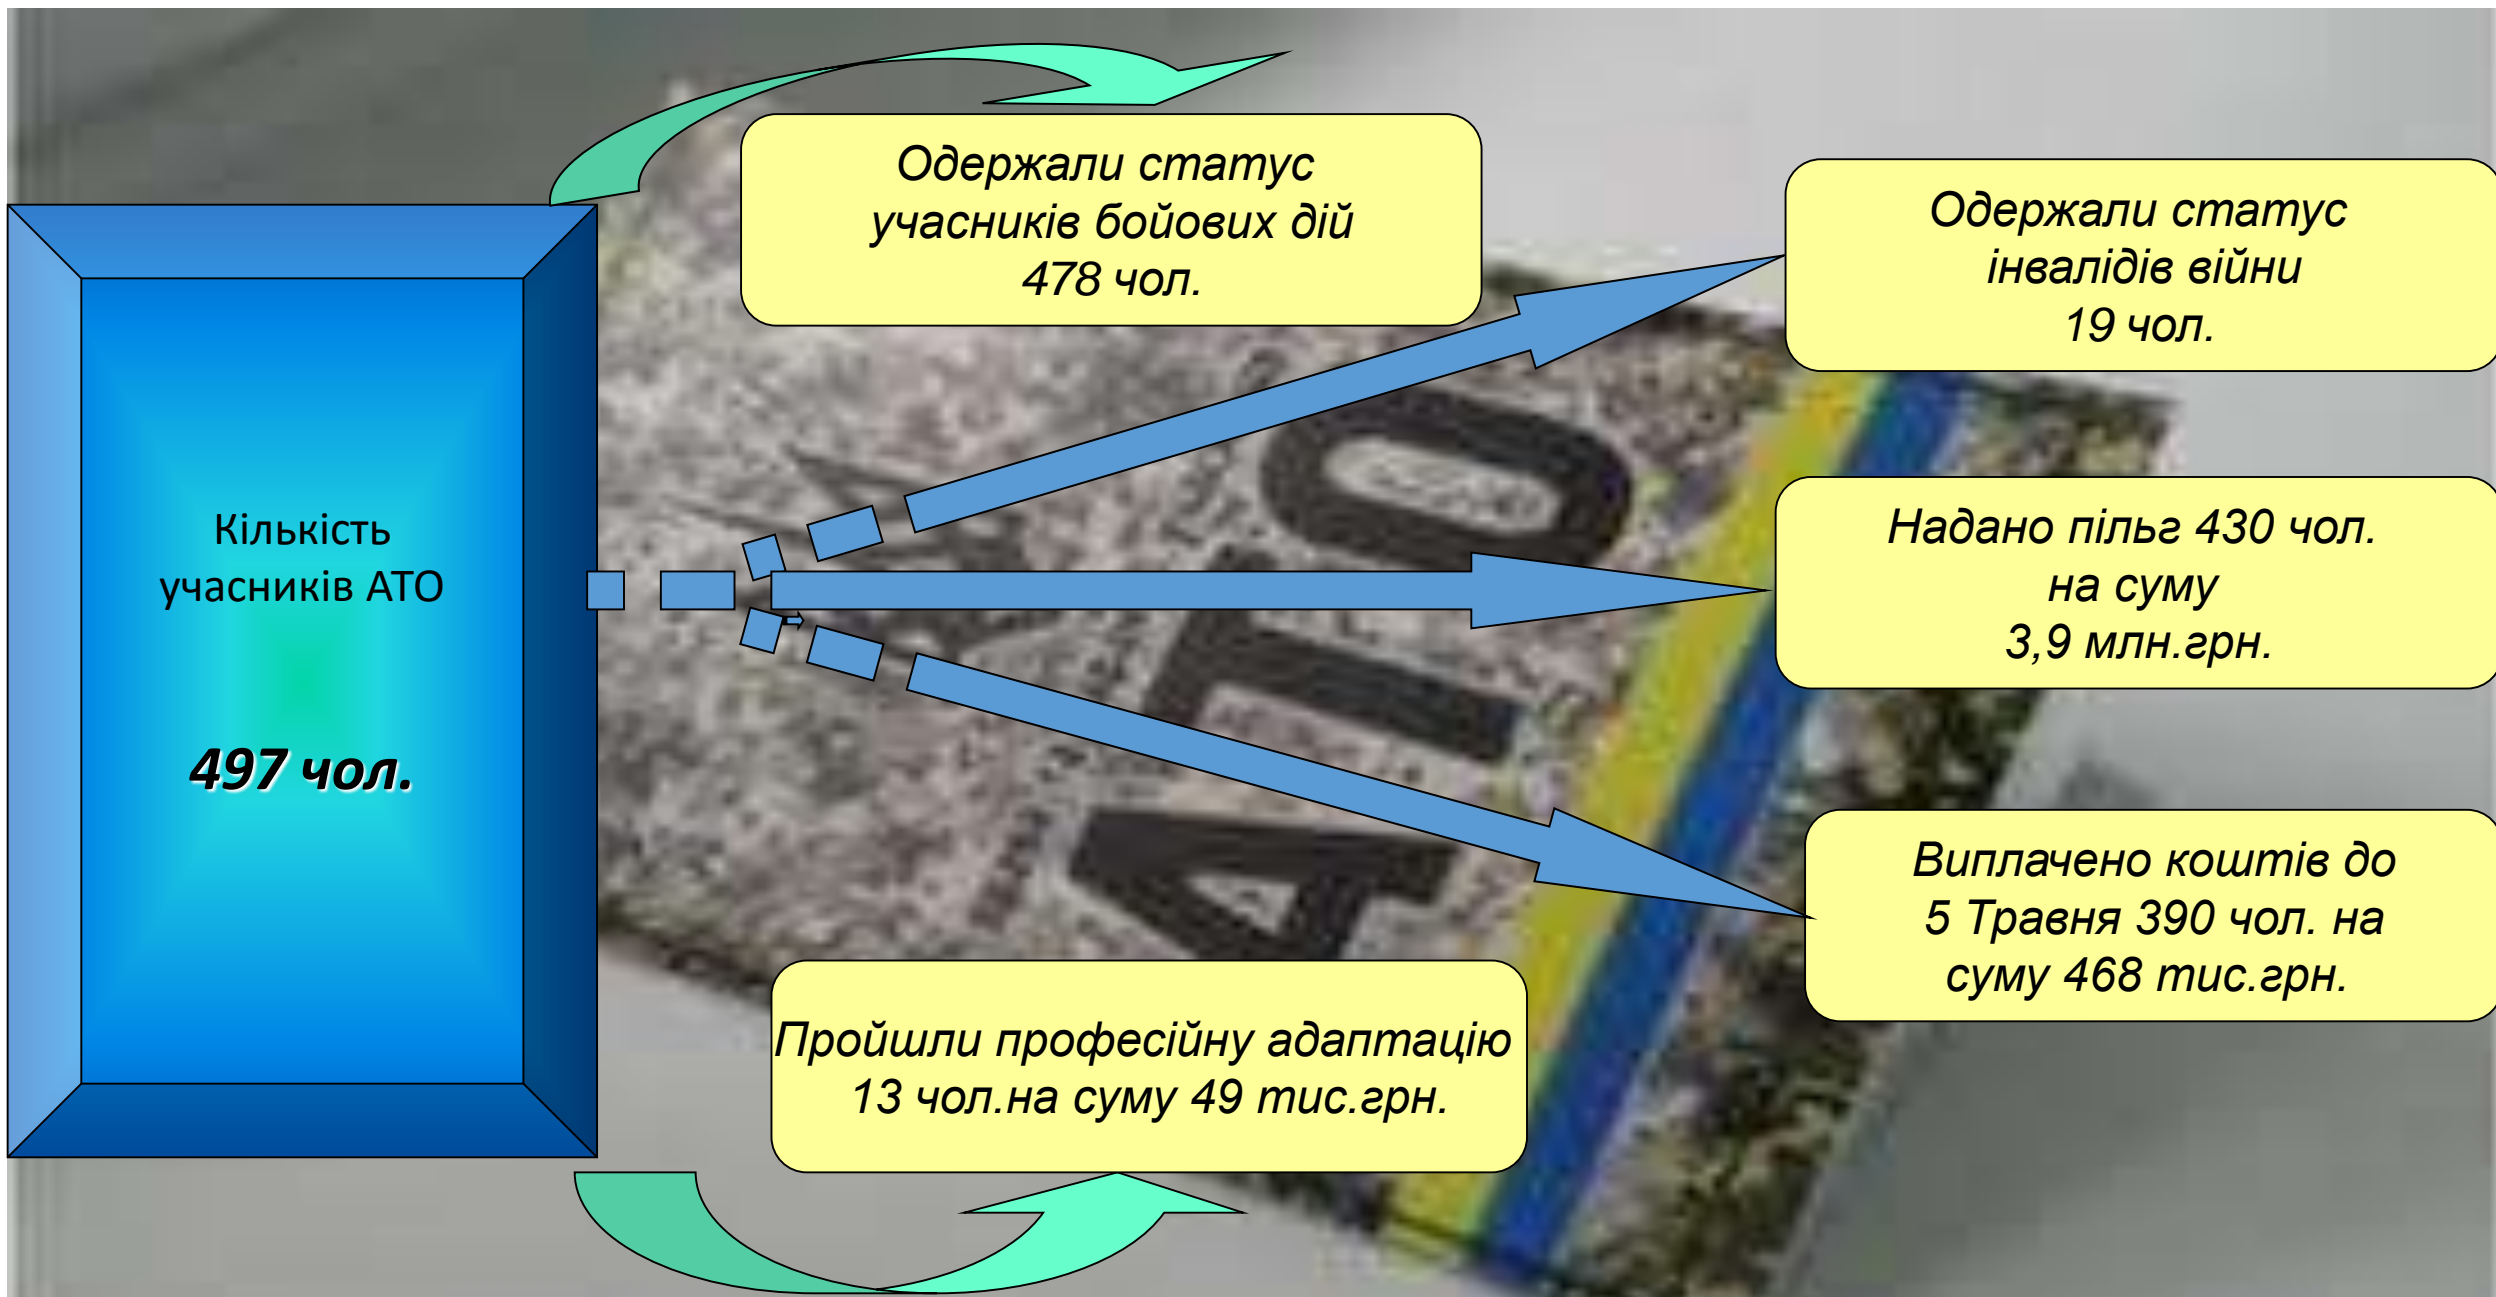 Кількість
учасників АТО
497 чол.
Одержали статус
учасників бойових дій
478 чол.
Одержали статус
інвалідів війни
19 чол.
Надано пільг 430 чол.
на суму
3,9 млн.грн.
Виплачено коштів до
5 Травня 390 чол. на
суму 468 тис.грн.
Пройшли професійну адаптацію
13 чол.на суму 49 тис.грн.
АТО